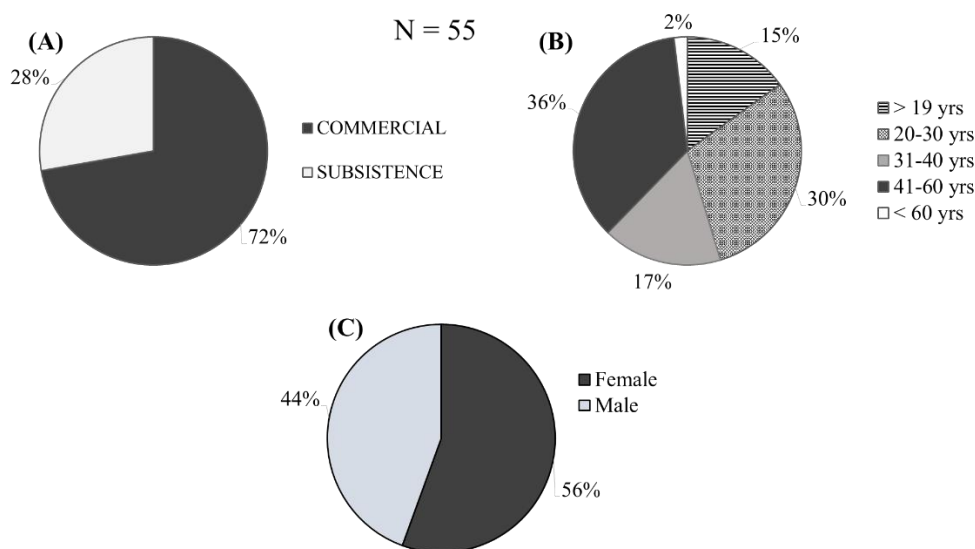 (A)
N = 55
28%
72%
COMMERCIAL
SUBSISTENCE
(B)
2%
15%
36%
30%
17%
> 19 yrs
20-30 yrs
31-40 yrs
41-60 yrs
< 60 yrs
(C)
44%
56%
Female
Male